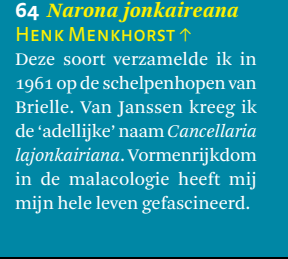 64 Narona jonkaireana
Henk Menkhorst ↑
Deze soort verzamelde ik in
1961 op de schelpenhopen van
Brielle. Van Janssen kreeg ik
de ‘adellijke’ naam Cancellaria
lajonkairiana. Vormenrijkdom
in de malacologie heeft mij
mijn hele leven gefascineerd.